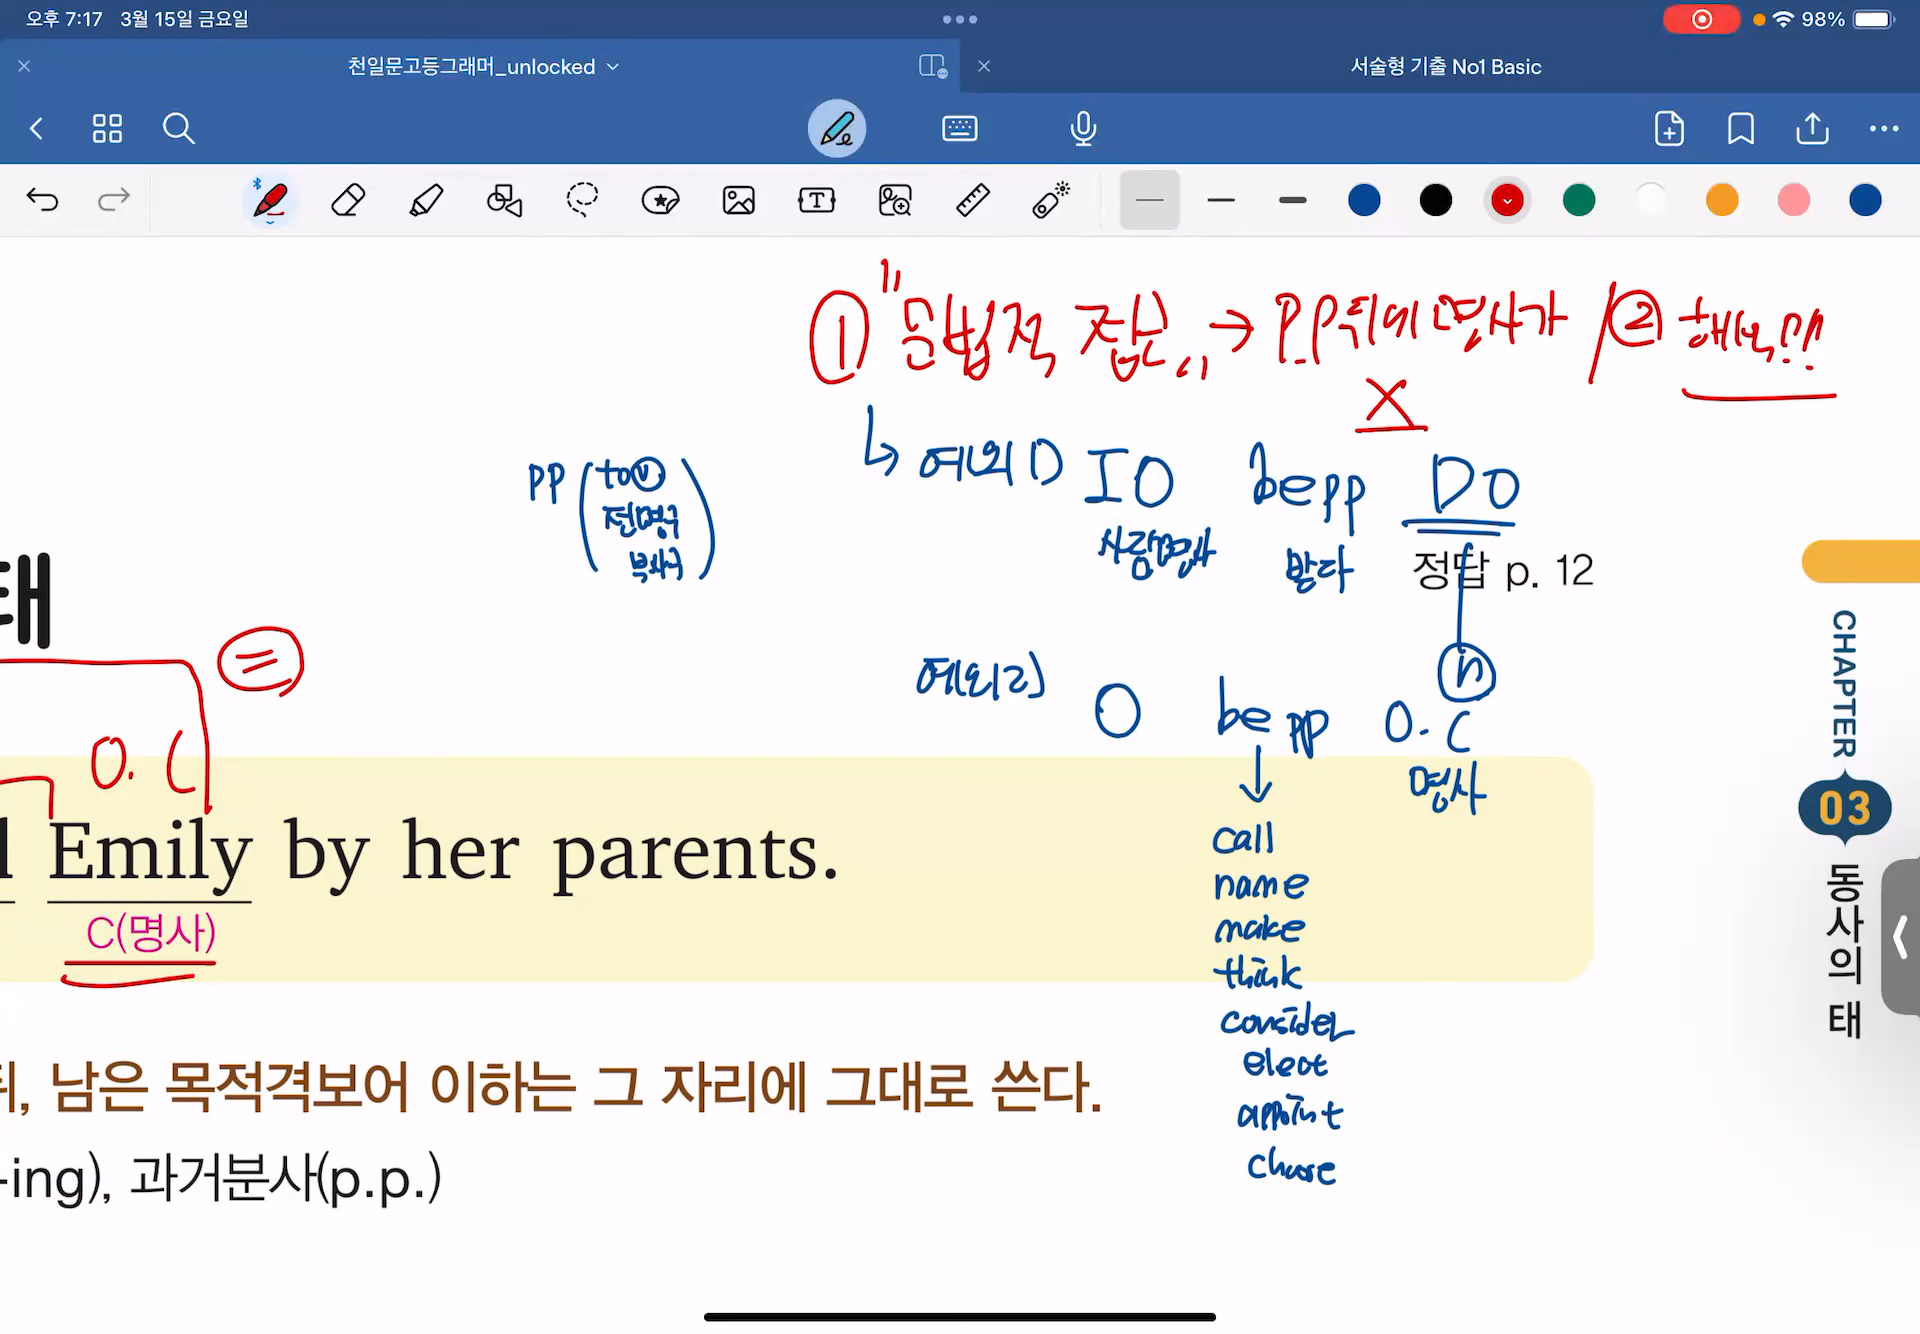 오후 7:17 3월 15일 금요일
98%
천일문고등그래머_unlocked
서술형 기출 No1 Basic
① "문법적 접근" → P.P 뒤에 명사가 / ② 해석!!
X
↳ 예외1) IO be pp DO
사람명사 받다
pp (to ⓥ
전명구
부사구)
정답 p. 12
태
=
ⓝ
예외2) O be pp O.C
명사
O.C
call
name
make
think
consider
elect
appoint
choose
Emily by her parents.
C(명사)
뒤, 남은 목적격보어 이하는 그 자리에 그대로 쓴다.
-ing), 과거분사(p.p.)
CHAPTER
03
동사의 태